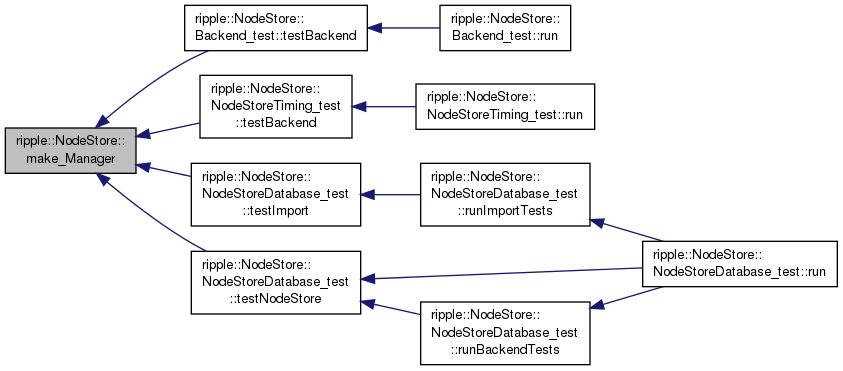 ripple::NodeStore::
Backend_test::testBackend
ripple::NodeStore::
Backend_test::run
ripple::NodeStore::
NodeStoreTiming_test
::testBackend
ripple::NodeStore::
NodeStoreTiming_test::run
ripple::NodeStore::
make_Manager
ripple::NodeStore::
NodeStoreDatabase_test
::testImport
ripple::NodeStore::
NodeStoreDatabase_test
::runImportTests
ripple::NodeStore::
NodeStoreDatabase_test::run
ripple::NodeStore::
NodeStoreDatabase_test
::testNodeStore
ripple::NodeStore::
NodeStoreDatabase_test
::runBackendTests